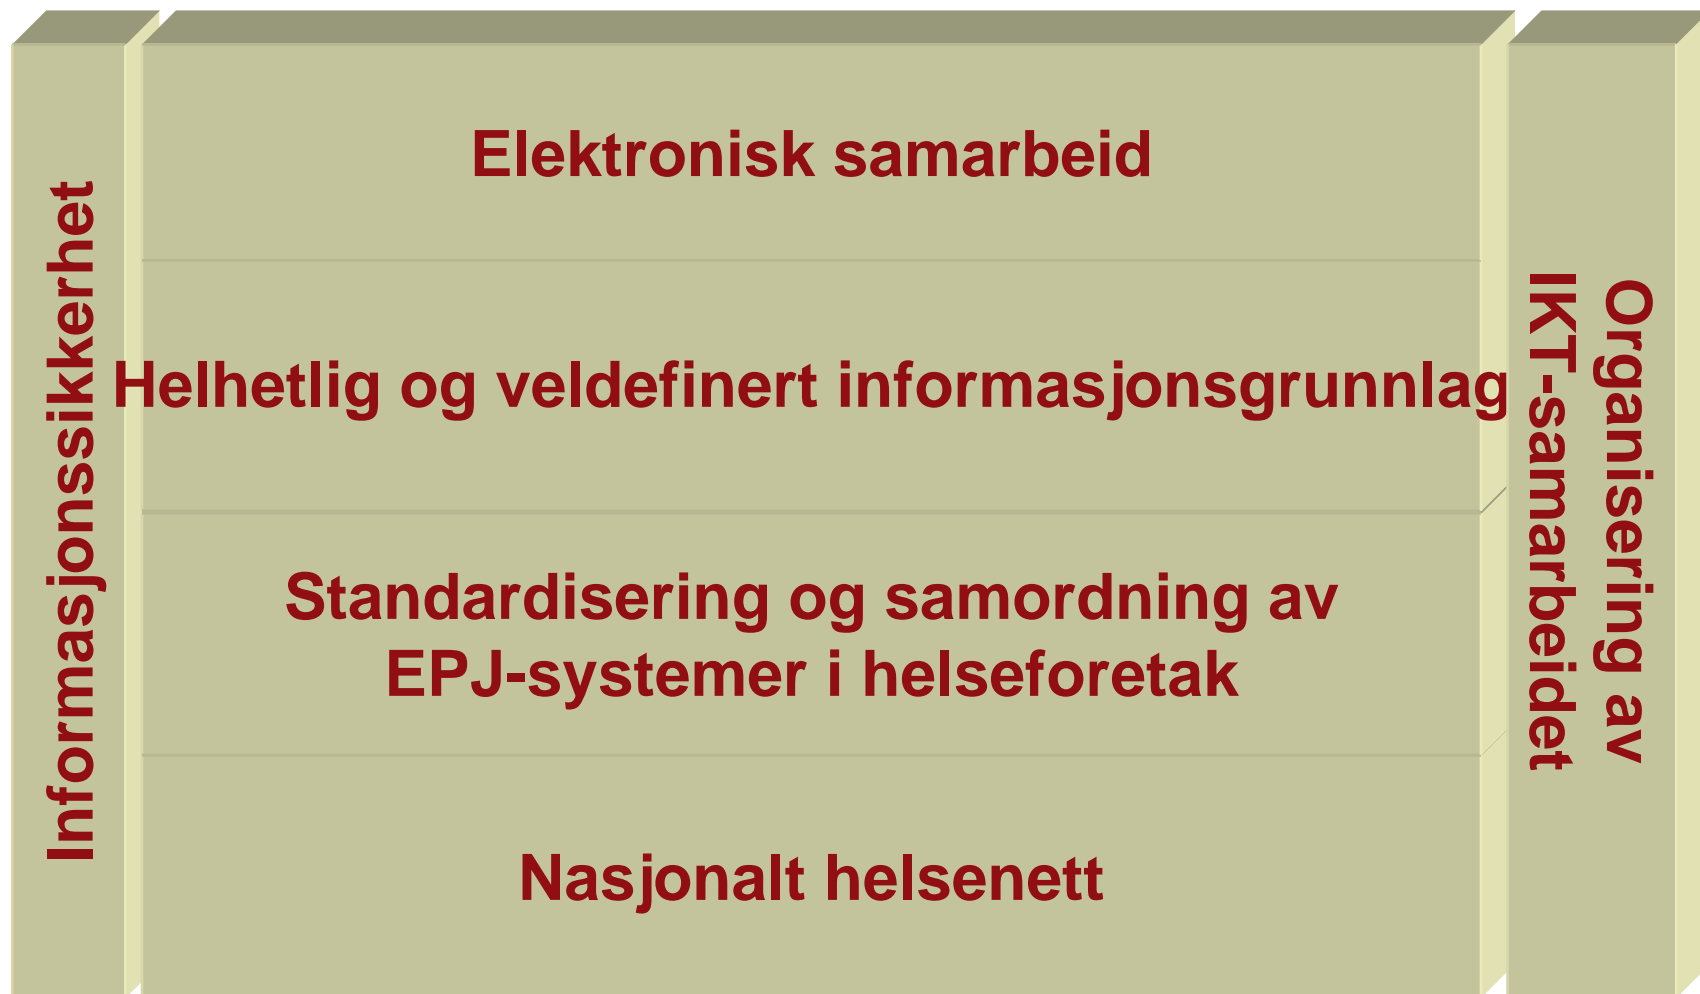 Informasjonssikkerhet
Elektronisk samarbeid
Helhetlig og veldefinert informasjonsgrunnlag
Standardisering og samordning av
EPJ-systemer i helseforetak
Nasjonalt helsenett
Organisering av
IKT-samarbeidet